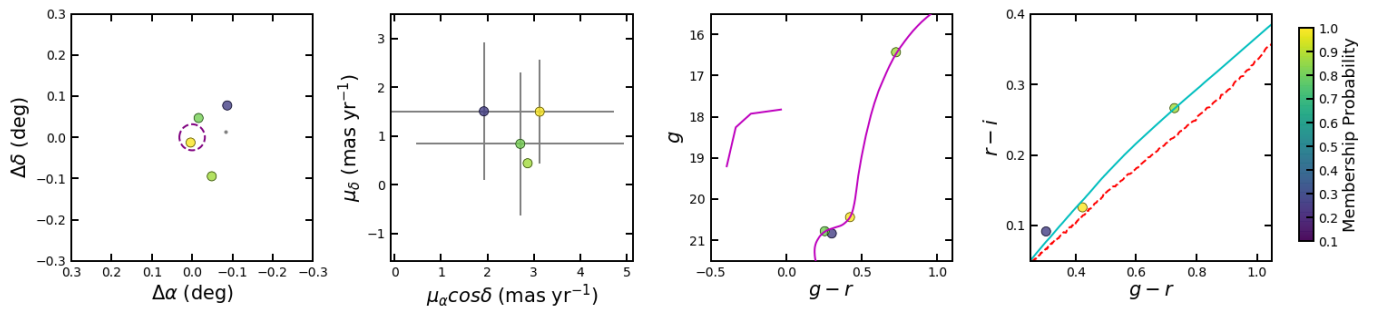 0.3
0.2
0.1
0.0
−0.1
−0.2
−0.3
0.3 0.2 0.1 0.0 −0.1 −0.2 −0.3
Δδ (deg)
Δα (deg)
3
2
1
0
−1
0 1 2 3 4 5
μ_δ (mas yr⁻¹)
μ_αcosδ (mas yr⁻¹)
16
17
18
19
20
21
−0.5 0.0 0.5 1.0
g
g − r
0.4
0.3
0.2
0.1
0.4 0.6 0.8 1.0
r − i
g − r
1.0
0.9
0.8
0.7
0.6
0.5
0.4
0.3
0.2
0.1
Membership Probability